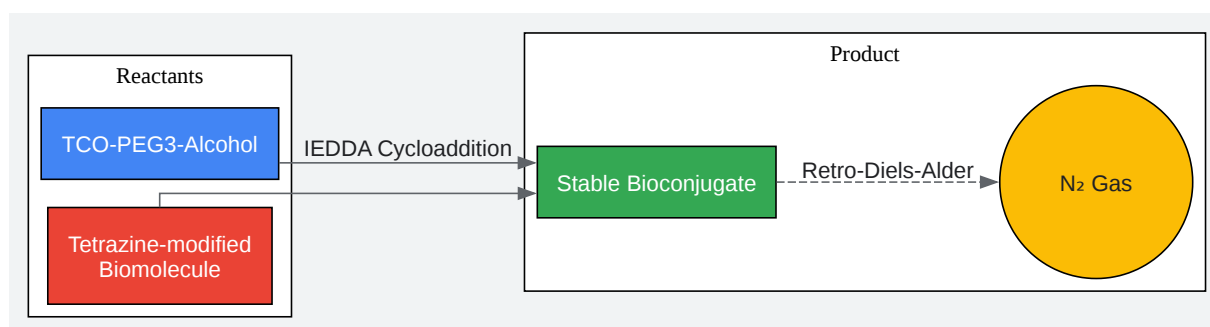 Reactants
TCO-PEG3-Alcohol
Tetrazine-modified
Biomolecule
IEDDA Cycloaddition
Product
Stable Bioconjugate
Retro-Diels-Alder
N₂ Gas